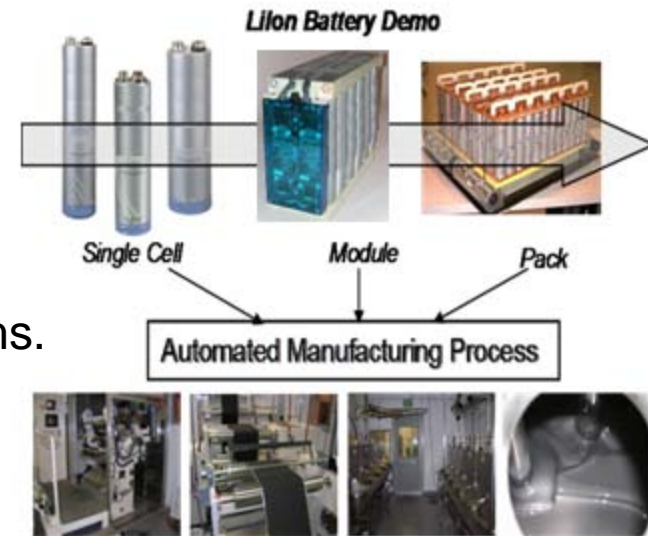 LiIon Battery Demo
Single Cell
Module
Pack
ns.
Automated Manufacturing Process